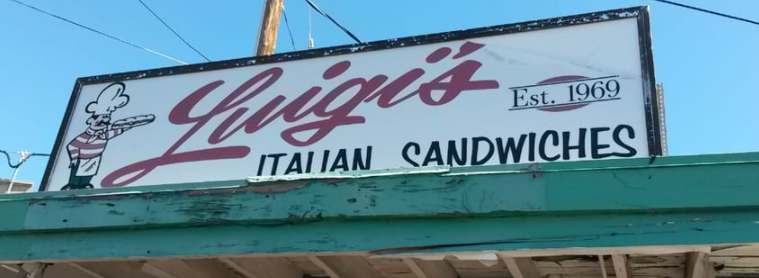 Luigi's
Est. 1969
ITALIAN SANDWICHES